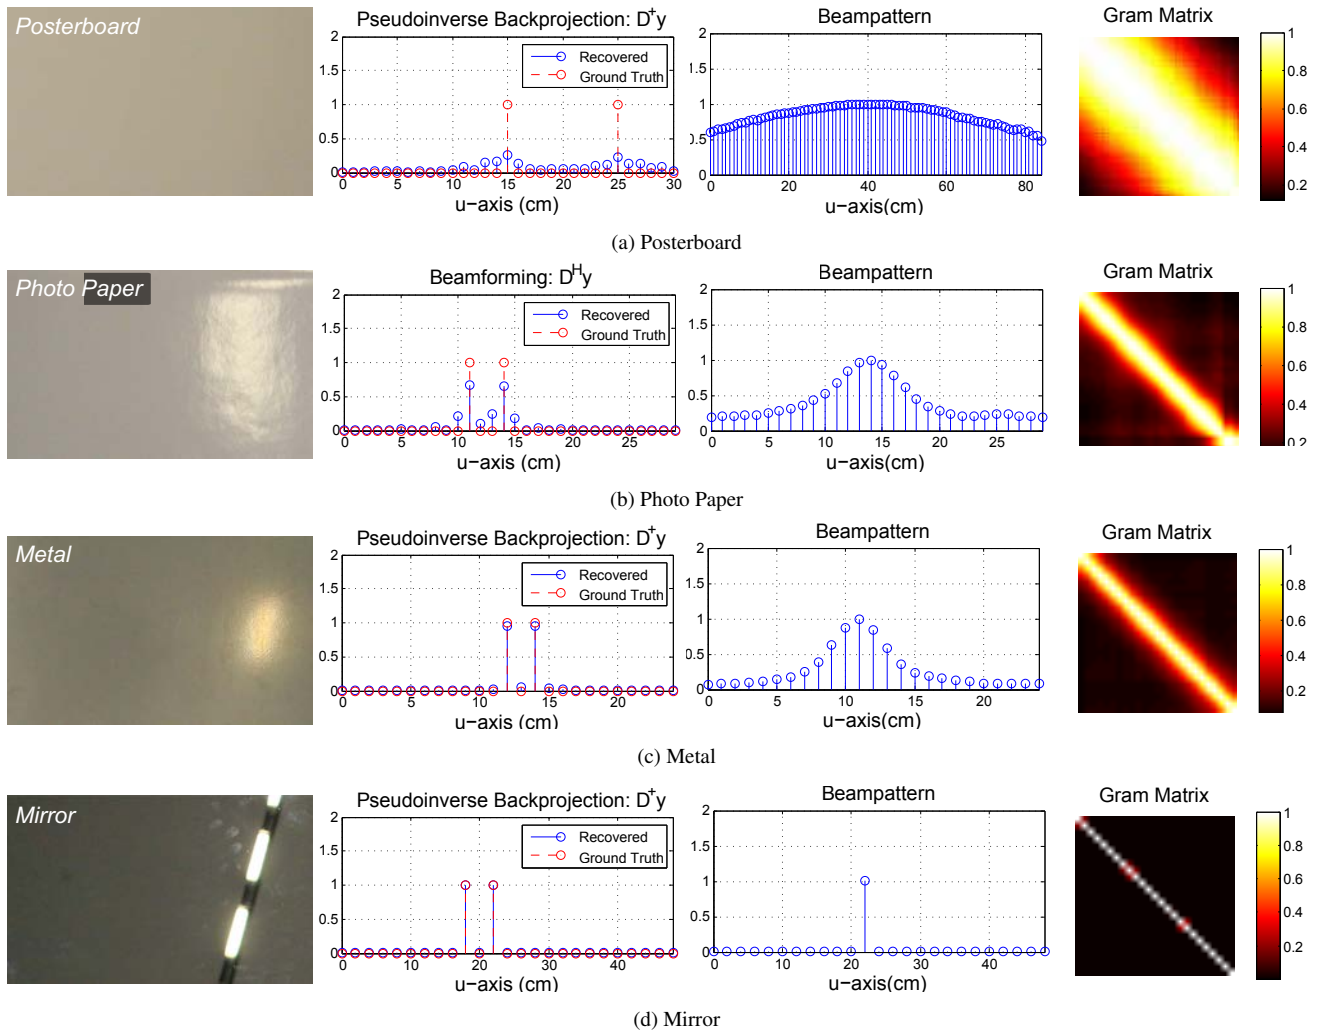 Posterboard
Pseudoinverse Backprojection: D⁺y
2
1.5
1
0.5
0
0 5 10 15 20 25 30
u−axis (cm)
Recovered
Ground Truth
Beampattern
2
1.5
1
.5
0
0 20 40 60 80
u−axis(cm)
Gram Matrix
1
0.8
0.6
0.4
0.2
(a) Posterboard
Photo Paper
Beamforming: Dᴴy
2
1.5
1
0.5
0
0 5 10 15 20 25
u−axis (cm)
Recovered
Ground Truth
Beampattern
2
1.5
1
0.5
0
0 5 10 15 20 25
u−axis(cm)
Gram Matrix
1
0.8
0.6
0.4
0.2
(b) Photo Paper
Metal
Pseudoinverse Backprojection: D⁺y
2
1.5
1
0.5
0
0 5 10 15 20
u−axis (cm)
Recovered
Ground Truth
Beampattern
2
1.5
1
0.5
0
0 5 10 15 20
u−axis(cm)
Gram Matrix
1
0.8
0.6
0.4
0.2
(c) Metal
Mirror
Pseudoinverse Backprojection: D⁺y
2
1.5
1
0.5
0
0 10 20 30 40
u−axis (cm)
Recovered
Ground Truth
Beampattern
2
1.5
1
0.5
0
0 10 20 30 40
u−axis(cm)
Gram Matrix
1
0.8
0.6
0.4
0.2
(d) Mirror